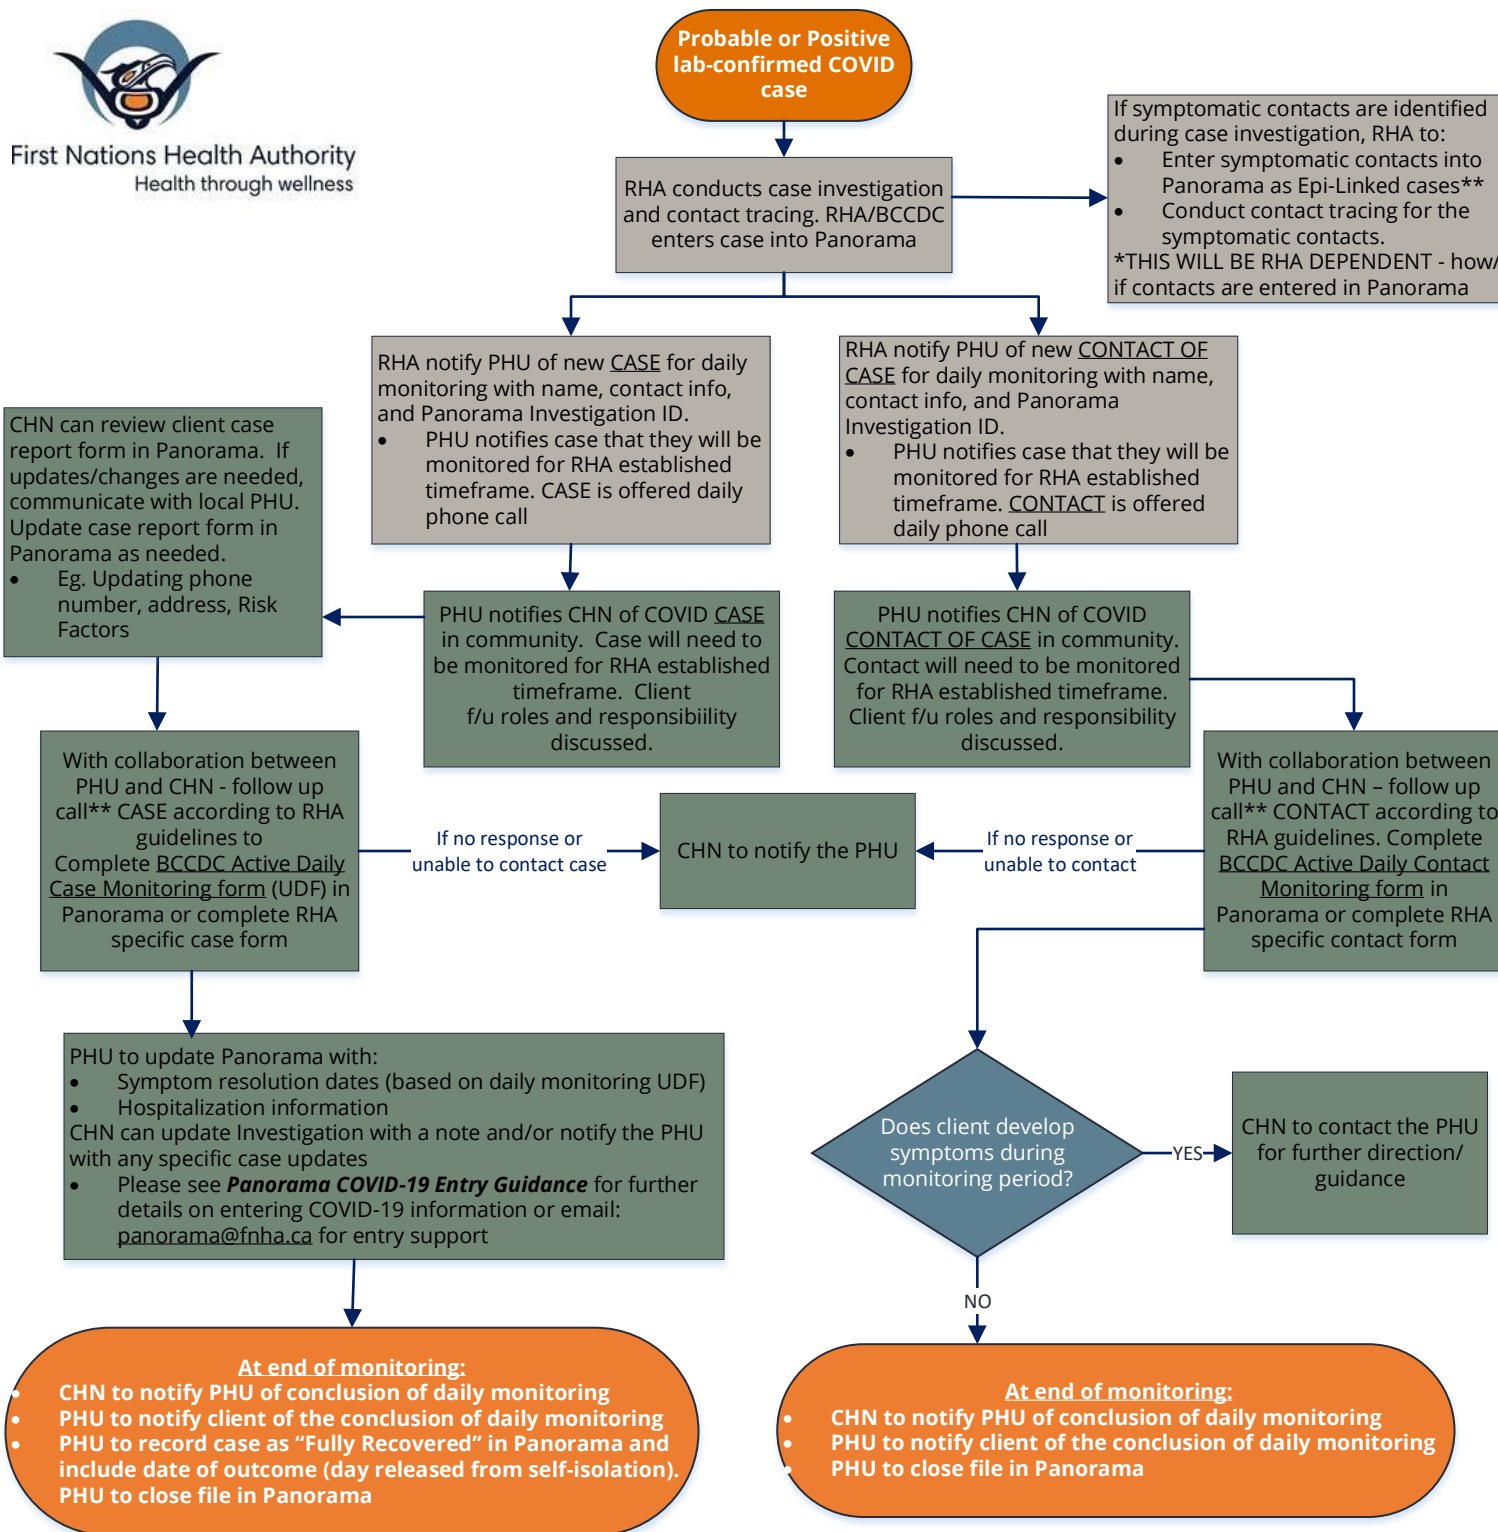 First Nations Health Authority
Health through wellness
Probable or Positive
lab-confirmed COVID
case
RHA conducts case investigation
and contact tracing. RHA/BCCDC
enters case into Panorama
If symptomatic contacts are identified
during case investigation, RHA to:
• Enter symptomatic contacts into
Panorama as Epi-Linked cases**
• Conduct contact tracing for the
symptomatic contacts.
*THIS WILL BE RHA DEPENDENT - how/
if contacts are entered in Panorama
RHA notify PHU of new CASE for daily
monitoring with name, contact info,
and Panorama Investigation ID.
• PHU notifies case that they will be
monitored for RHA established
timeframe. CASE is offered daily
phone call
RHA notify PHU of new CONTACT OF
CASE for daily monitoring with name,
contact info, and Panorama
Investigation ID.
• PHU notifies case that they will be
monitored for RHA established
timeframe. CONTACT is offered
daily phone call
CHN can review client case
report form in Panorama. If
updates/changes are needed,
communicate with local PHU.
Update case report form in
Panorama as needed.
• Eg. Updating phone
number, address, Risk
Factors
PHU notifies CHN of COVID CASE
in community. Case will need to
be monitored for RHA established
timeframe. Client
f/u roles and responsibiility
discussed.
PHU notifies CHN of COVID
CONTACT OF CASE in community.
Contact will need to be monitored
for RHA established timeframe.
Client f/u roles and responsibility
discussed.
With collaboration between
PHU and CHN - follow up
call** CASE according to RHA
guidelines to
Complete BCCDC Active Daily
Case Monitoring form (UDF) in
Panorama or complete RHA
specific case form
If no response or
unable to contact case
CHN to notify the PHU
If no response or
unable to contact
With collaboration between
PHU and CHN – follow up
call** CONTACT according to
RHA guidelines. Complete
BCCDC Active Daily Contact
Monitoring form in
Panorama or complete RHA
specific contact form
PHU to update Panorama with:
• Symptom resolution dates (based on daily monitoring UDF)
• Hospitalization information
CHN can update Investigation with a note and/or notify the PHU
with any specific case updates
• Please see Panorama COVID-19 Entry Guidance for further
details on entering COVID-19 information or email:
panorama@fnha.ca for entry support
Does client develop
symptoms during
monitoring period?
YES
CHN to contact the PHU
for further direction/
guidance
NO
At end of monitoring:
• CHN to notify PHU of conclusion of daily monitoring
• PHU to notify client of the conclusion of daily monitoring
• PHU to record case as “Fully Recovered” in Panorama and
include date of outcome (day released from self-isolation).
PHU to close file in Panorama
At end of monitoring:
• CHN to notify PHU of conclusion of daily monitoring
• PHU to notify client of the conclusion of daily monitoring
• PHU to close file in Panorama